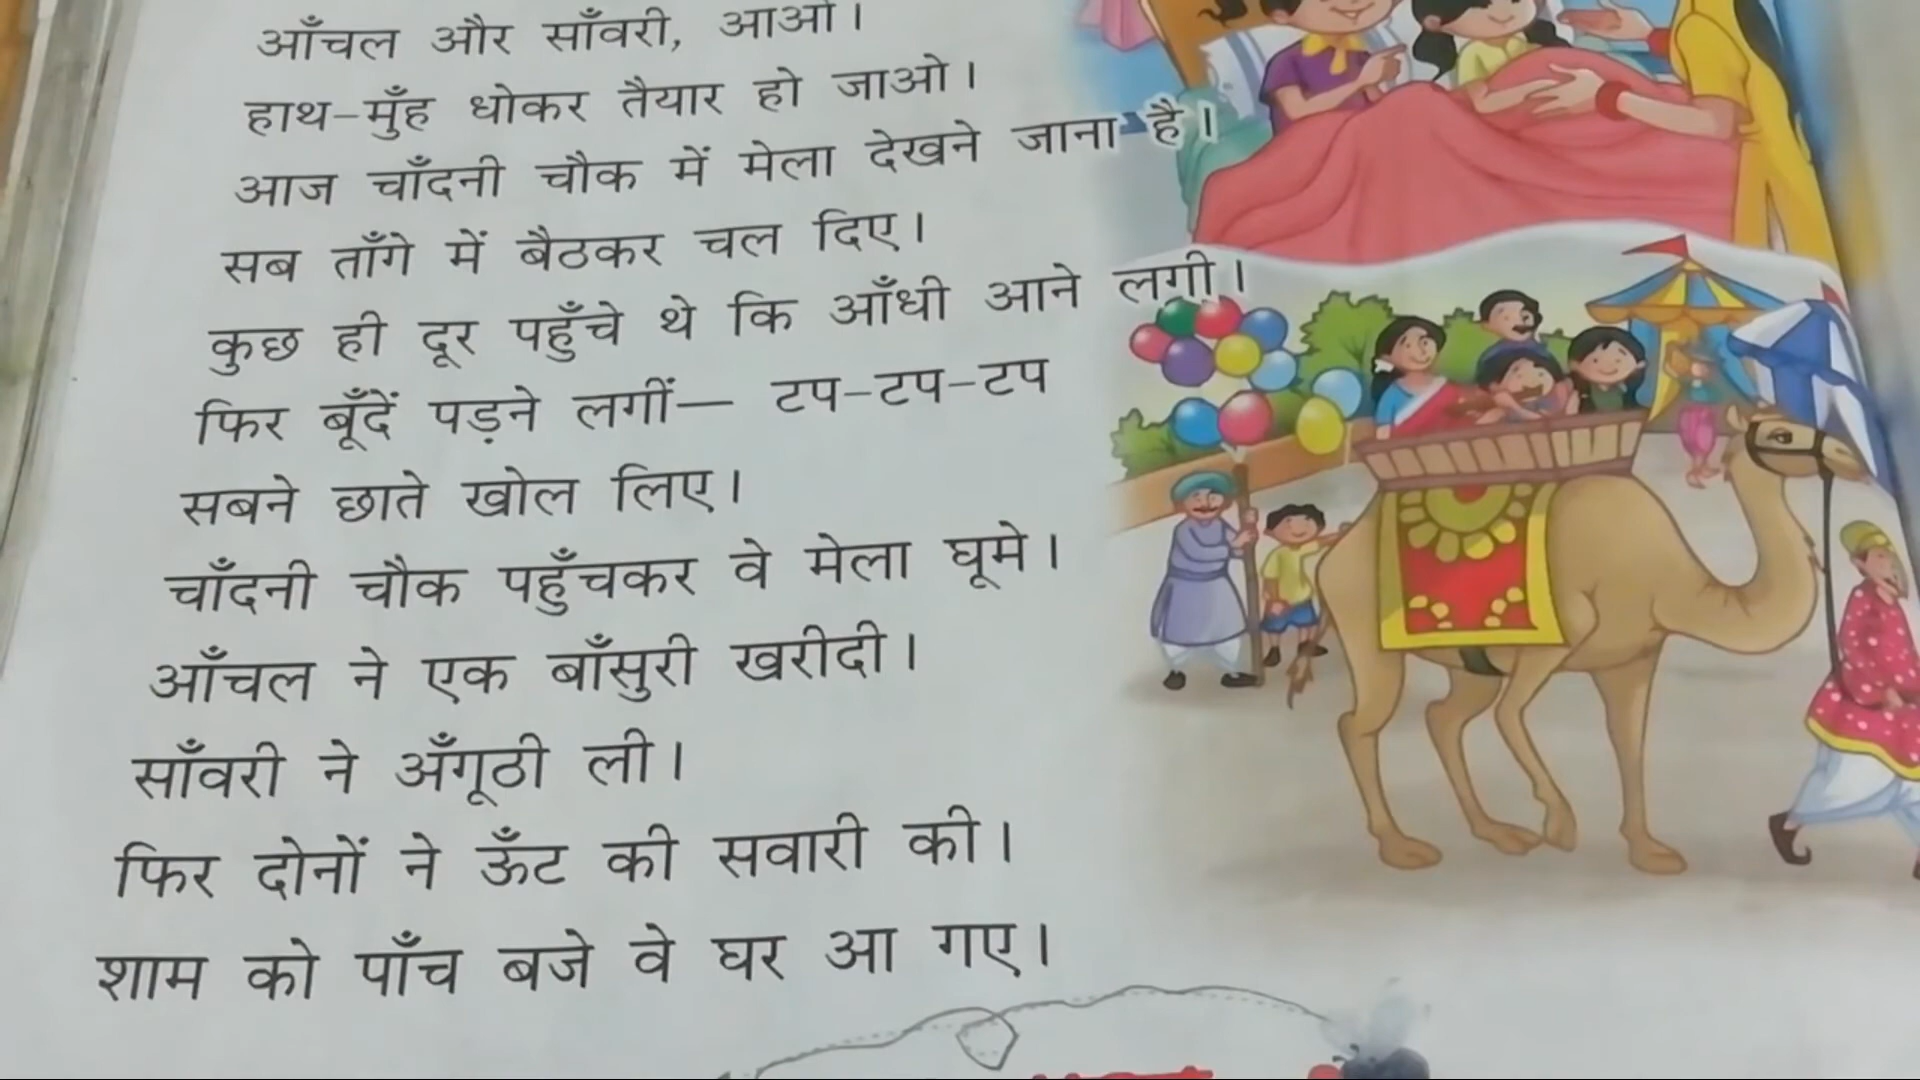 आँचल और साँवरी, आओ।
हाथ-मुँह धोकर तैयार हो जाओ।
आज चाँदनी चौक में मेला देखने जाना है।
सब ताँगे में बैठकर चल दिए।
कुछ ही दूर पहुँचे थे कि आँधी आने लगी।
फिर बूँदें पड़ने लगीं— टप-टप-टप
सबने छाते खोल लिए।
चाँदनी चौक पहुँचकर वे मेला घूमे।
आँचल ने एक बाँसुरी खरीदी।
साँवरी ने अँगूठी ली।
फिर दोनों ने ऊँट की सवारी की।
शाम को पाँच बजे वे घर आ गए।